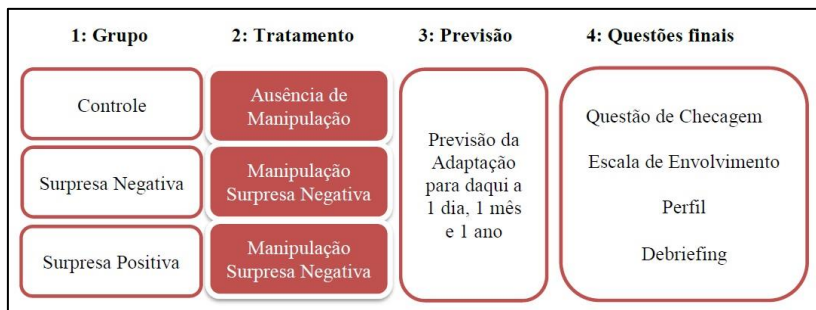 1: Grupo
2: Tratamento
3: Previsão
4: Questões finais
Controle
Ausência de
Manipulação
Surpresa Negativa
Manipulação
Surpresa Negativa
Surpresa Positiva
Manipulação
Surpresa Negativa
Previsão da
Adaptação
para daqui a
1 dia, 1 mês
e 1 ano
Questão de Checagem
Escala de Envolvimento
Perfil
Debriefing